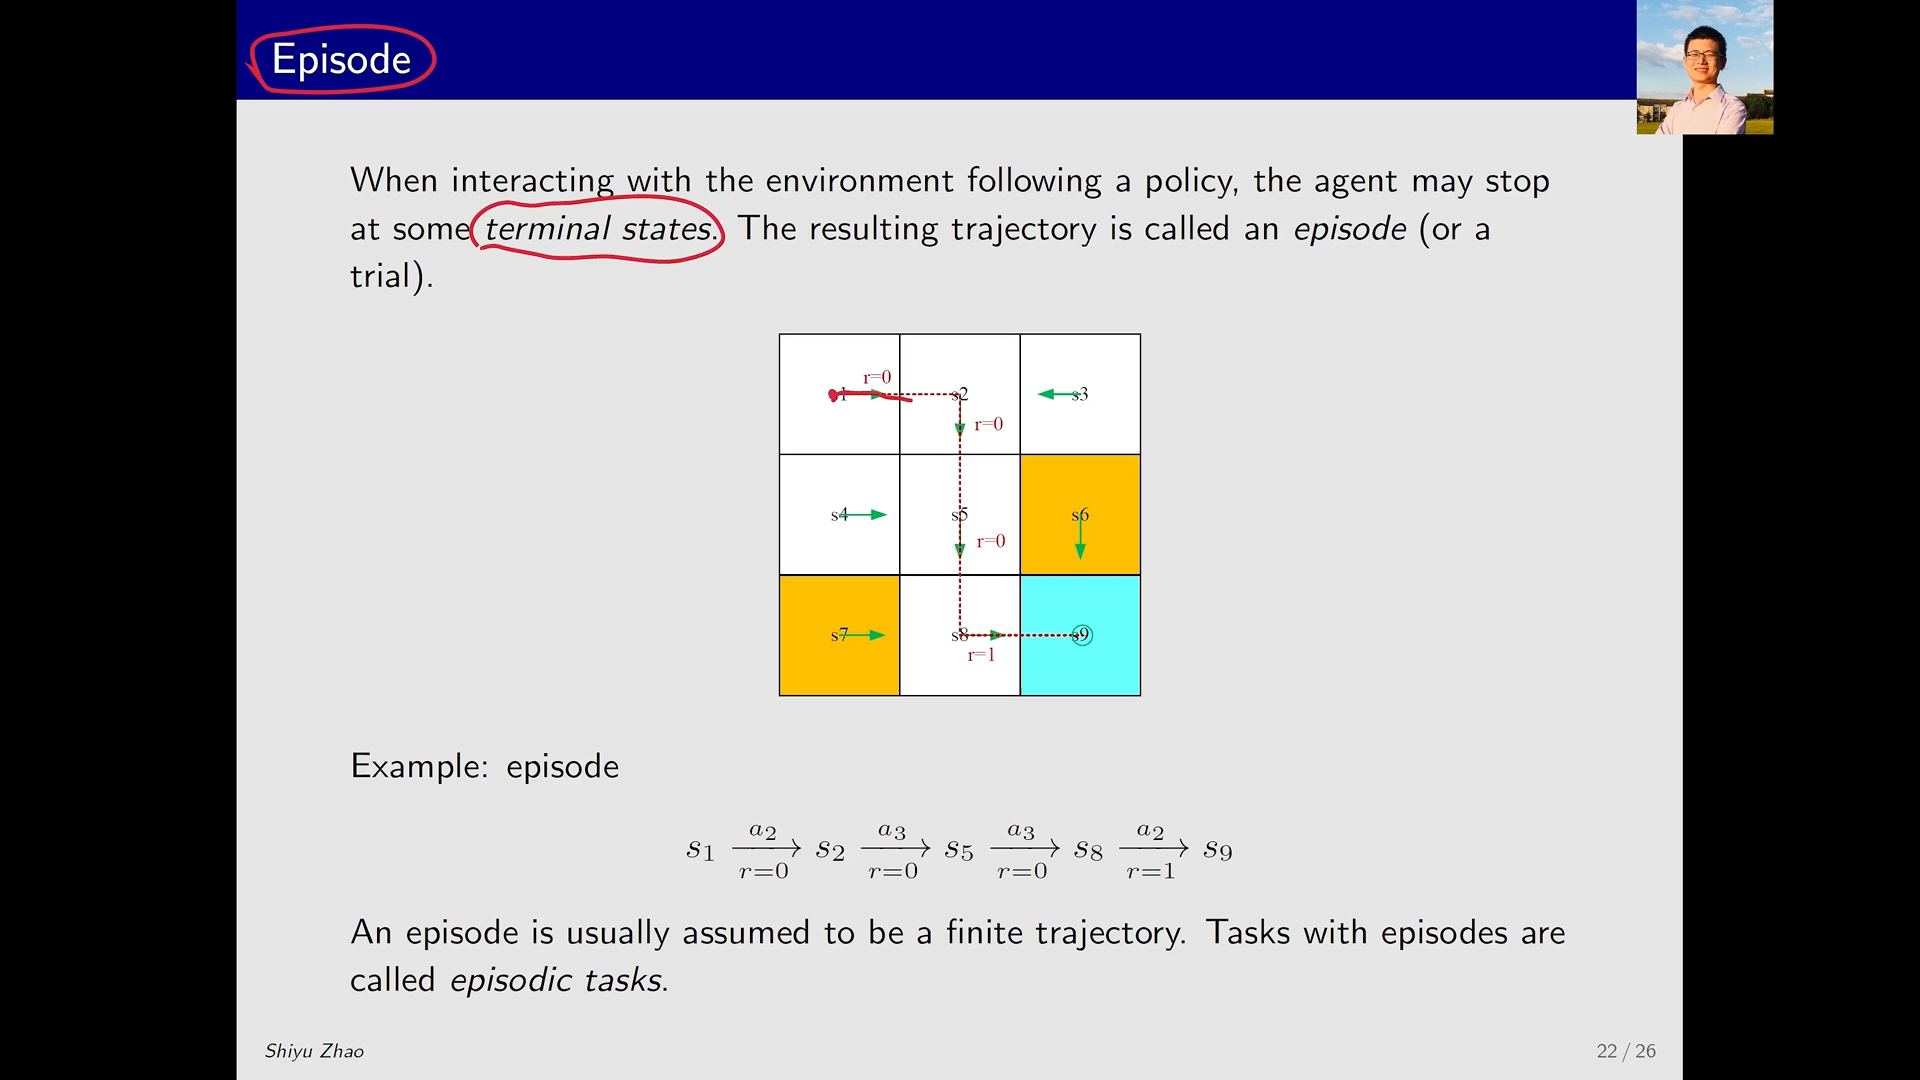 Episode
When interacting with the environment following a policy, the agent may stop
at some terminal states. The resulting trajectory is called an episode (or a
trial).
r=0
s1 s2 s3
r=0
s4 s5 s6
r=0
s7 s8 s9
r=1
Example: episode
a₂ a₃ a₃ a₂
s₁ → s₂ → s₅ → s₈ → s₉
r=0 r=0 r=0 r=1
An episode is usually assumed to be a finite trajectory. Tasks with episodes are
called episodic tasks.
Shiyu Zhao 22 / 26